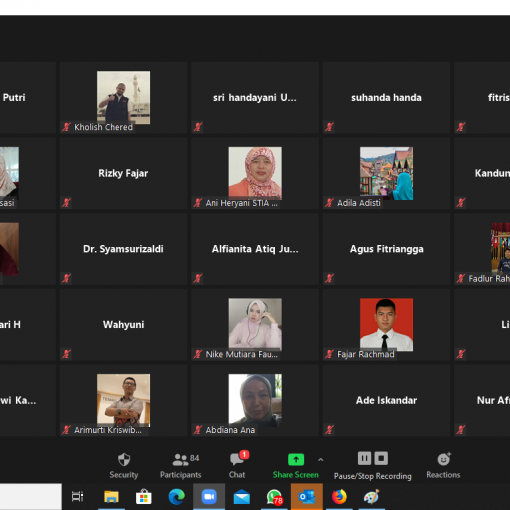 Putri
Kholish Chered
sri handayani U...
suhanda handa
fitris
sasi
Rizky Fajar
Ani Heryani STIA ...
Adila Adisti
Kandun
Dr. Syamsurizaldi
Alfianita Atiq Ju...
Agus Fitriangga
Fadlur Rah
ari H
Wahyuni
Nike Mutiara Fau...
Fajar Rachmad
Li
wi Ka...
Arimurti Kriswib...
Abdiana Ana
Ade Iskandar
Nur Af
84
1
Security
Participants
Chat
Share Screen
Pause/Stop Recording
Reactions
78